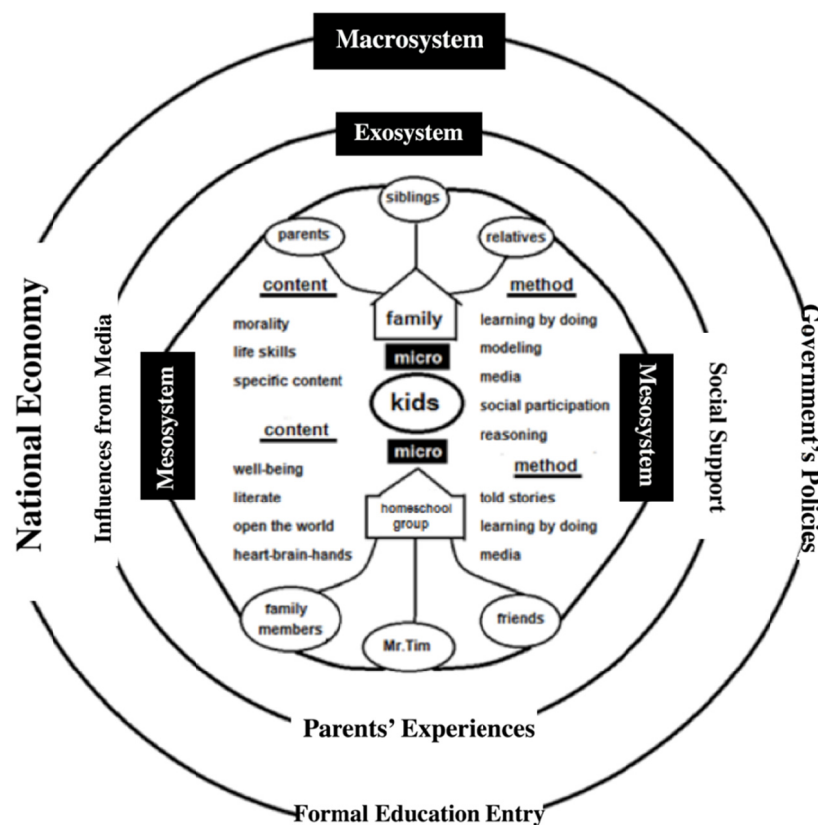 Macrosystem
Exosystem
siblings
parents
relatives
content
method
family
morality
life skills
specific content
learning by doing
modeling
media
social participation
reasoning
micro
kids
micro
content
well-being
literate
open the world
heart-brain-hands
method
told stories
learning by doing
media
homeschool
group
family
members
Mr.Tim
friends
Mesosystem
Mesosystem
National Economy
Influences from Media
Social Support
Government's Policies
Parents' Experiences
Formal Education Entry